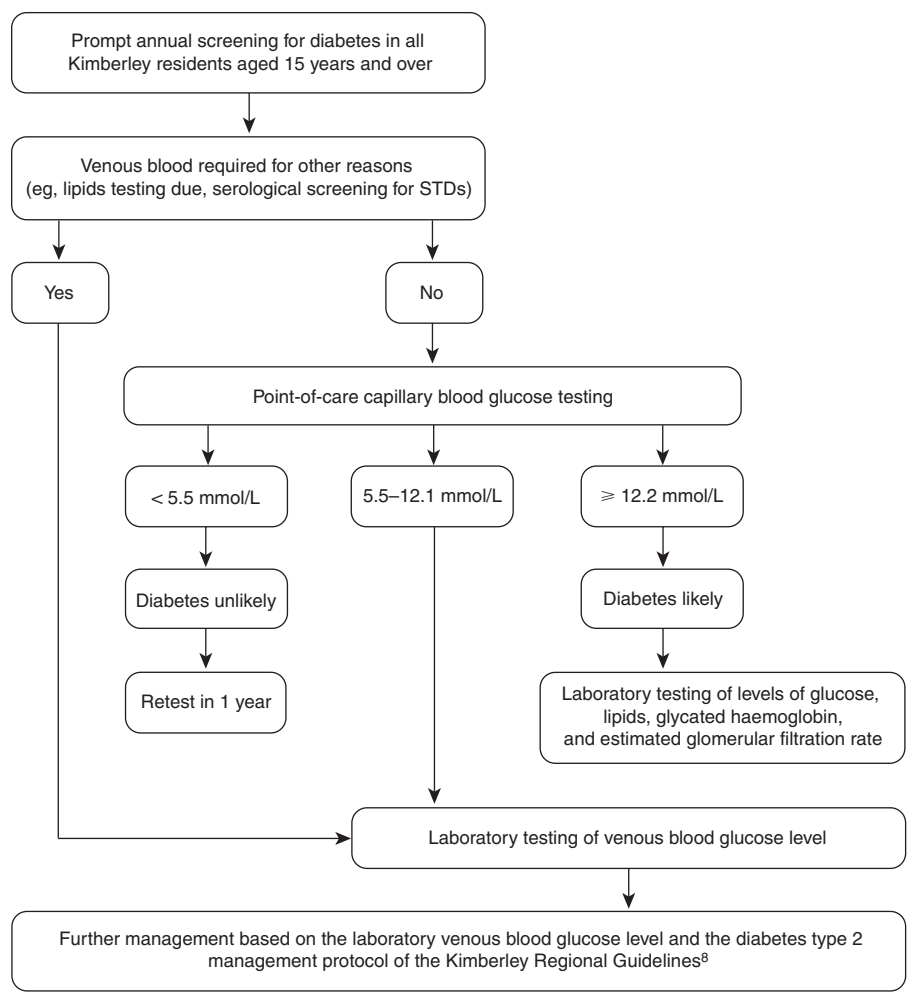 Prompt annual screening for diabetes in all
Kimberley residents aged 15 years and over
Venous blood required for other reasons
(eg, lipids testing due, serological screening for STDs)
Yes
No
Point-of-care capillary blood glucose testing
< 5.5 mmol/L
5.5–12.1 mmol/L
⩾ 12.2 mmol/L
Diabetes unlikely
Diabetes likely
Retest in 1 year
Laboratory testing of levels of glucose,
lipids, glycated haemoglobin,
and estimated glomerular filtration rate
Laboratory testing of venous blood glucose level
Further management based on the laboratory venous blood glucose level and the diabetes type 2
management protocol of the Kimberley Regional Guidelines⁸